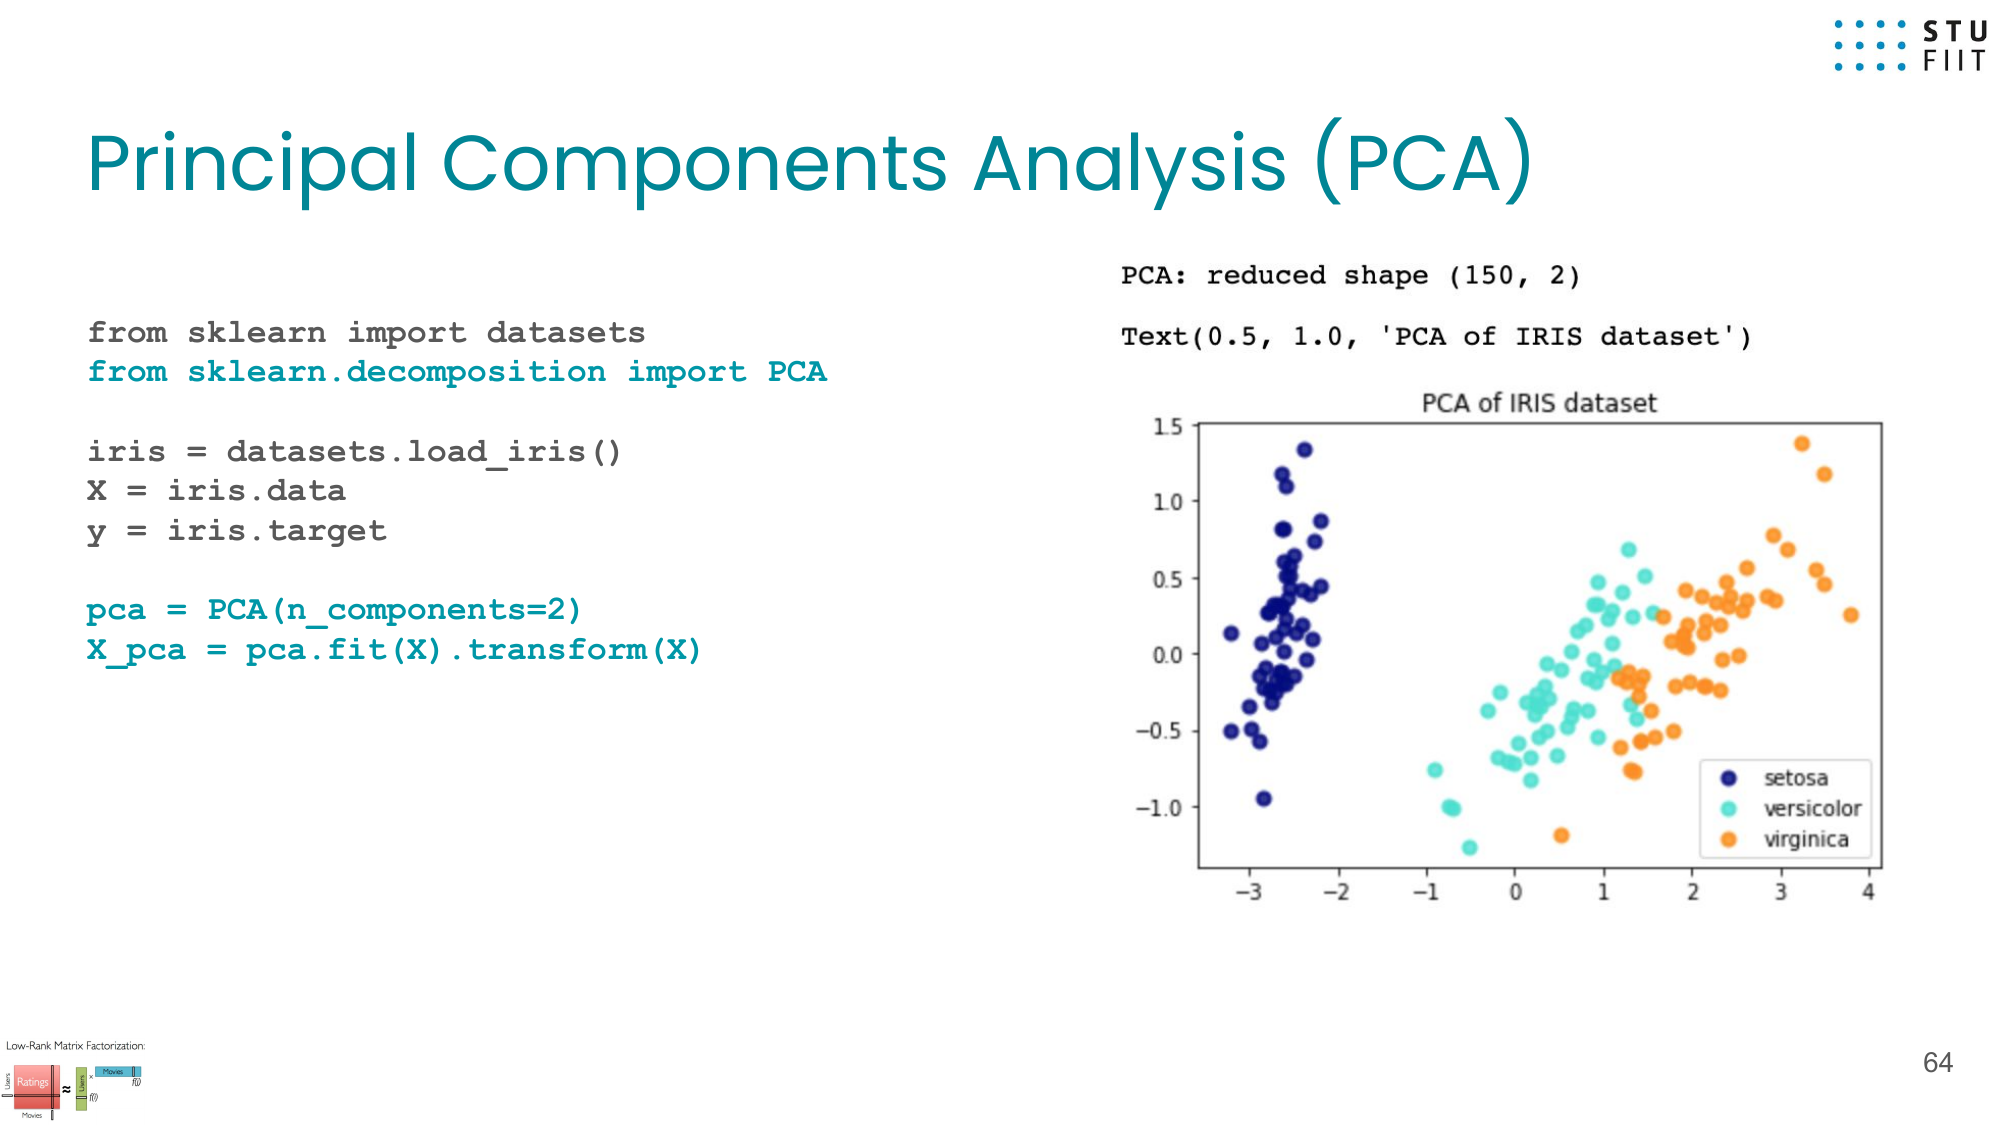 STU
FIIT
Principal Components Analysis (PCA)
from sklearn import datasets
from sklearn.decomposition import PCA
iris = datasets.load_iris()
X = iris.data
y = iris.target
pca = PCA(n_components=2)
X_pca = pca.fit(X).transform(X)
PCA: reduced shape (150, 2)
Text(0.5, 1.0, 'PCA of IRIS dataset')
PCA of IRIS dataset
1.5
1.0
0.5
0.0
−0.5
−1.0
setosa
versicolor
virginica
−3 −2 −1 0 1 2 3 4
Low-Rank Matrix Factorization:
Users
Ratings
Movies
≈
Users
f(i)
x
Movies
f(j)
64